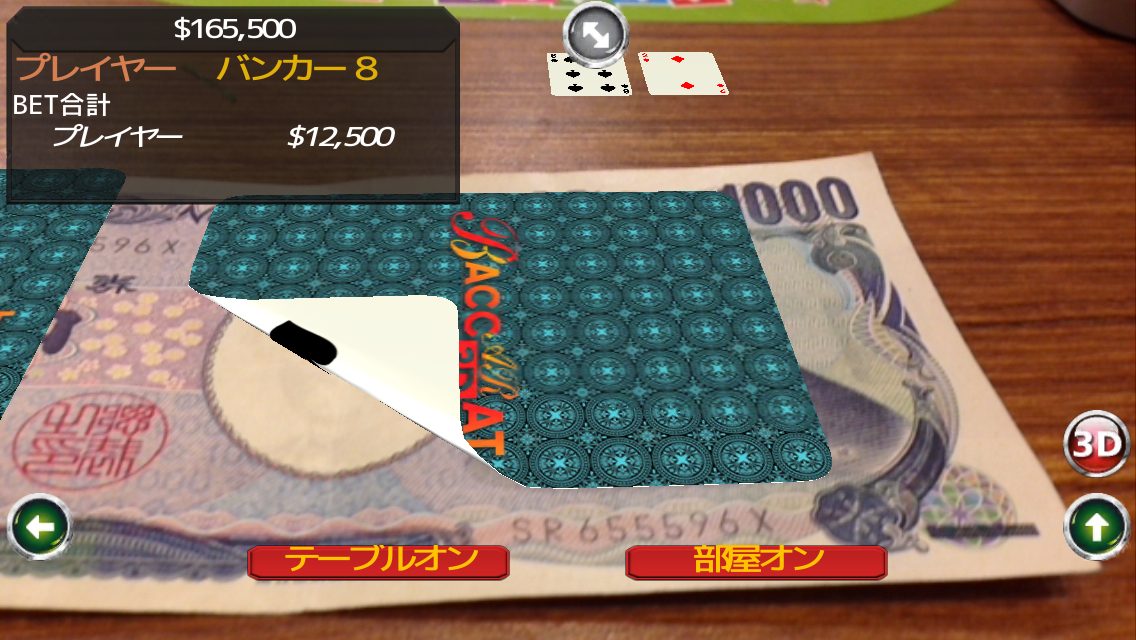 $165,500
プレイヤー バンカー 8
BET合計
プレイヤー $12,500
1000
596X
BACCARAT
SR655596X
3D
テーブルオン 部屋オン